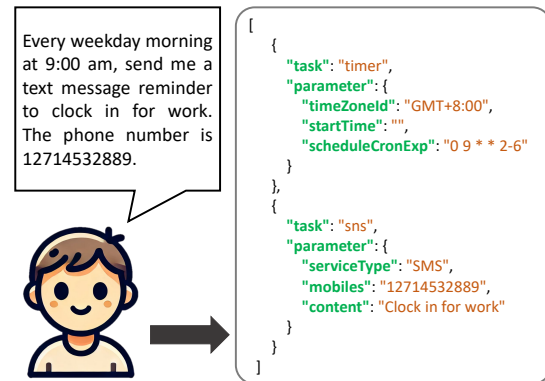 Every weekday morning
at 9:00 am, send me a
text message reminder
to clock in for work.
The phone number is
12714532889.
[
{
"task": "timer",
"parameter": {
"timeZoneId": "GMT+8:00",
"startTime": "",
"scheduleCronExp": "0 9 * * 2-6"
}
},
{
"task": "sns",
"parameter": {
"serviceType": "SMS",
"mobiles": "12714532889",
"content": "Clock in for work"
}
}
]